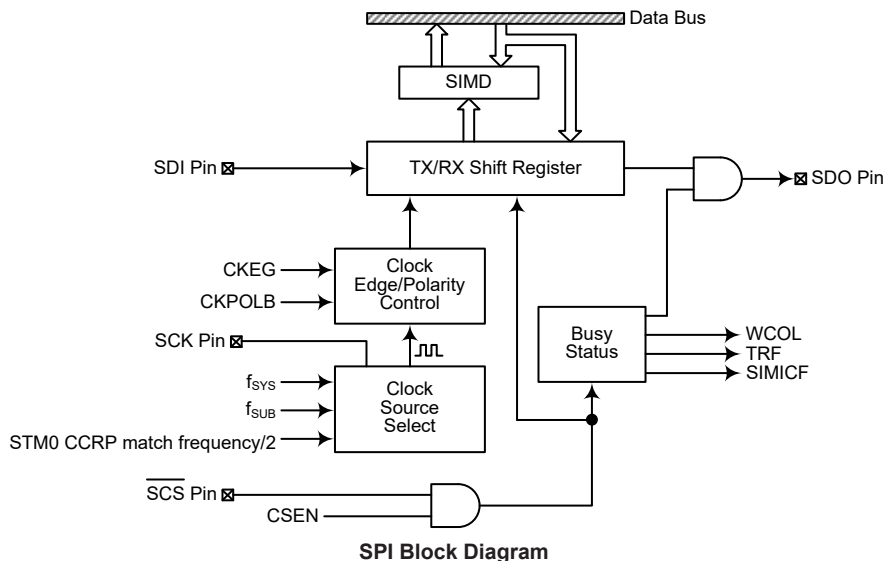 Data Bus
SIMD
SDI Pin
TX/RX Shift Register
SDO Pin
CKEG
CKPOLB
Clock
Edge/Polarity
Control
SCK Pin
Busy
Status
WCOL
TRF
SIMICF
fSYS
fSUB
STM0 CCRP match frequency/2
Clock
Source
Select
SCS Pin
CSEN
SPI Block Diagram